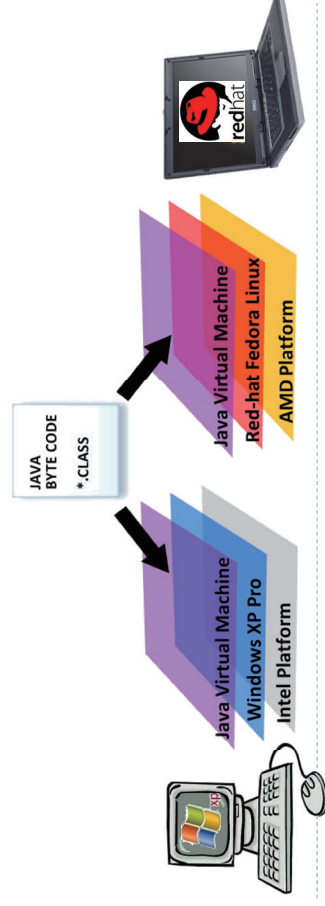 JAVA
BYTE CODE
*.CLASS
Java Virtual Machine
Windows XP Pro
Intel Platform
Java Virtual Machine
Red-hat Fedora Linux
AMD Platform
xp
redhat